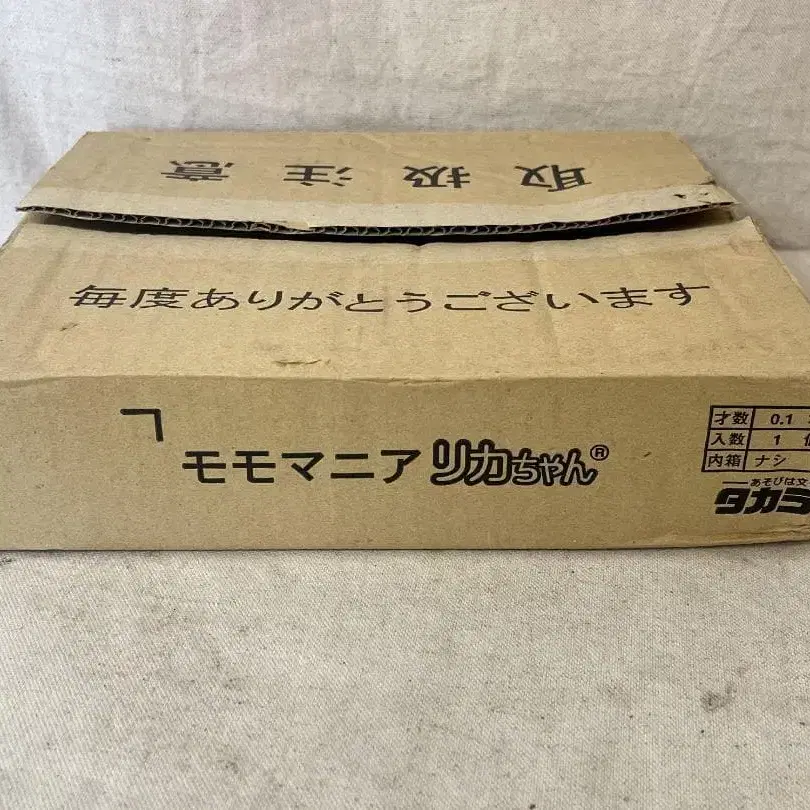 取扱注意
毎度ありがとうございます
モモマニア リカちゃん®
才数 0.1
入数 1
内箱 ナシ
あそびは文
タカラ